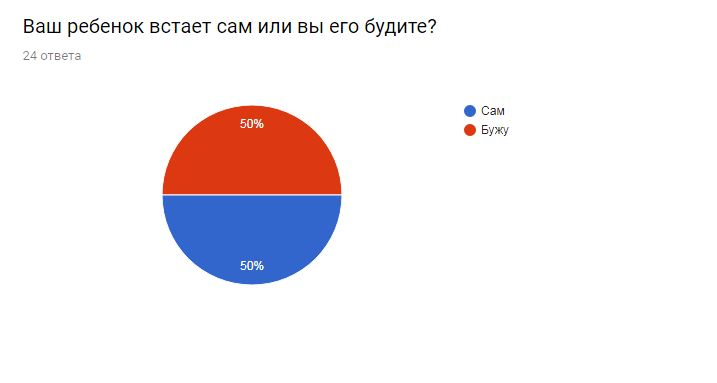 Ваш ребенок встает сам или вы его будите?
24 ответа
50%
50%
Сам
Бужу